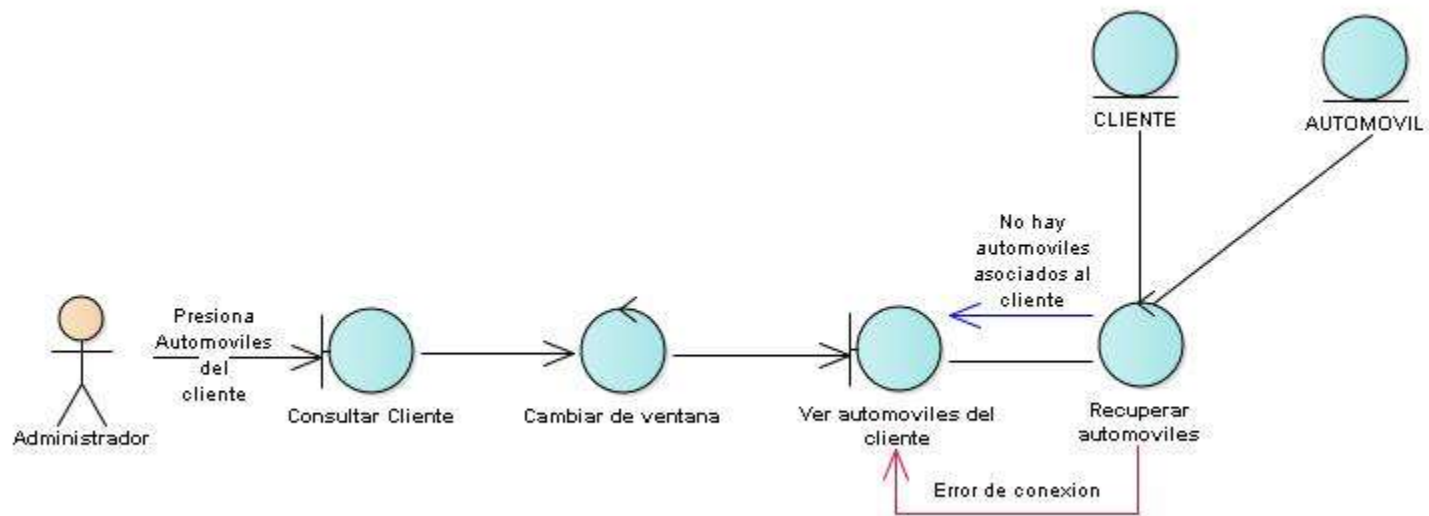 CLIENTE
AUTOMOVIL
No hay
automoviles
asociados al
cliente
Presiona
Automoviles
del
cliente
Administrador
Consultar Cliente
Cambiar de ventana
Ver automoviles del
cliente
Recuperar
automoviles
Error de conexion